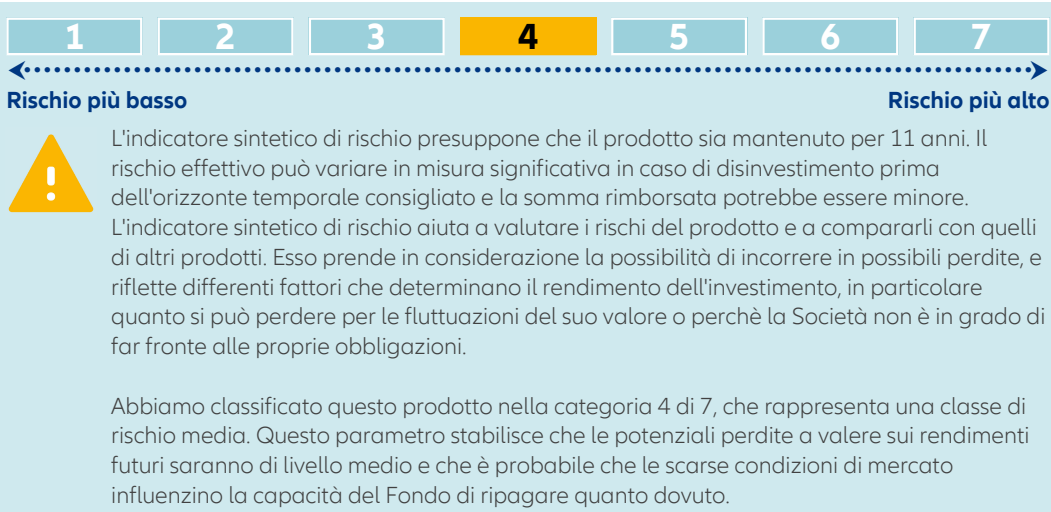 1 2 3 4 5 6 7
Rischio più basso Rischio più alto
L'indicatore sintetico di rischio presuppone che il prodotto sia mantenuto per 11 anni. Il
rischio effettivo può variare in misura significativa in caso di disinvestimento prima
dell'orizzonte temporale consigliato e la somma rimborsata potrebbe essere minore.
L'indicatore sintetico di rischio aiuta a valutare i rischi del prodotto e a compararli con quelli
di altri prodotti. Esso prende in considerazione la possibilità di incorrere in possibili perdite, e
riflette differenti fattori che determinano il rendimento dell'investimento, in particolare
quanto si può perdere per le fluttuazioni del suo valore o perchè la Società non è in grado di
far fronte alle proprie obbligazioni.
Abbiamo classificato questo prodotto nella categoria 4 di 7, che rappresenta una classe di
rischio media. Questo parametro stabilisce che le potenziali perdite a valere sui rendimenti
futuri saranno di livello medio e che è probabile che le scarse condizioni di mercato
influenzino la capacità del Fondo di ripagare quanto dovuto.